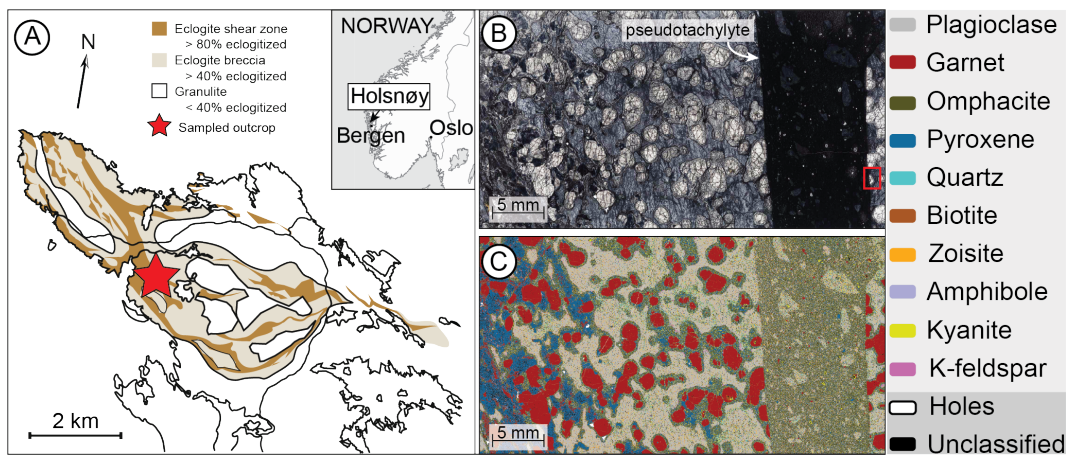 A
N
Eclogite shear zone
> 80% eclogitized
Eclogite breccia
> 40% eclogitized
Granulite
< 40% eclogitized
Sampled outcrop
2 km
NORWAY
Holsnøy
Bergen
Oslo
B
pseudotachylyte
5 mm
C
5 mm
Plagioclase
Garnet
Omphacite
Pyroxene
Quartz
Biotite
Zoisite
Amphibole
Kyanite
K-feldspar
Holes
Unclassified